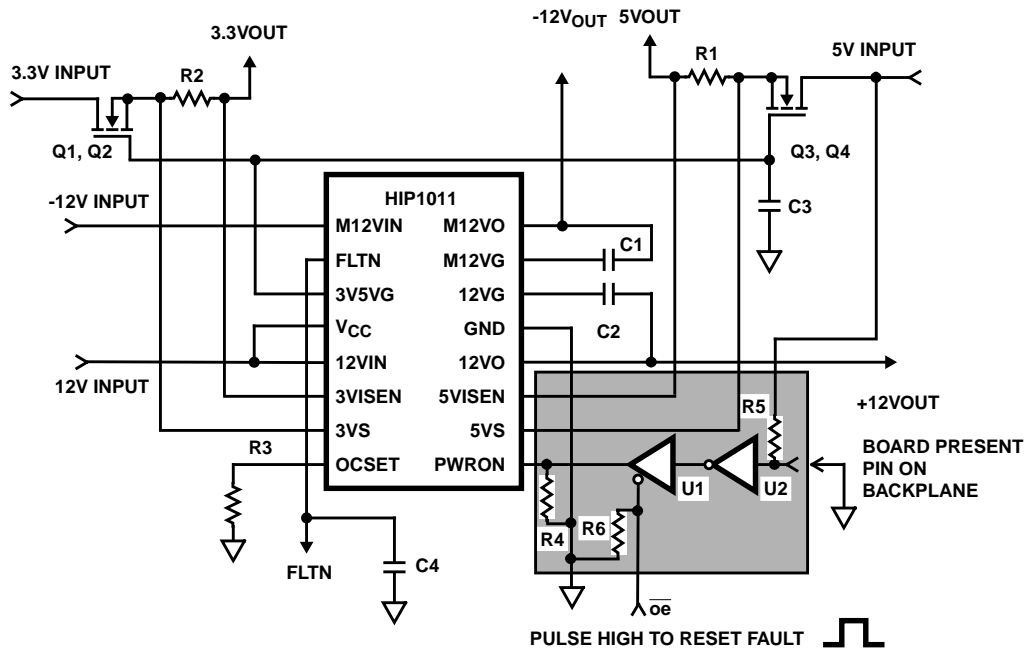 3.3VOUT
-12VOUT 5VOUT
R1
5V INPUT
3.3V INPUT
R2
Q1, Q2
Q3, Q4
HIP1011
-12V INPUT
M12VIN
M12VO
C3
C1
FLTN
M12VG
3V5VG
12VG
VCC
GND
C2
12VIN
12VO
12V INPUT
3VISEN
5VISEN
R5
+12VOUT
3VS
5VS
R3
OCSET
PWRON
BOARD PRESENT
PIN ON
BACKPLANE
U1
U2
R4
R6
FLTN
C4
oe
PULSE HIGH TO RESET FAULT